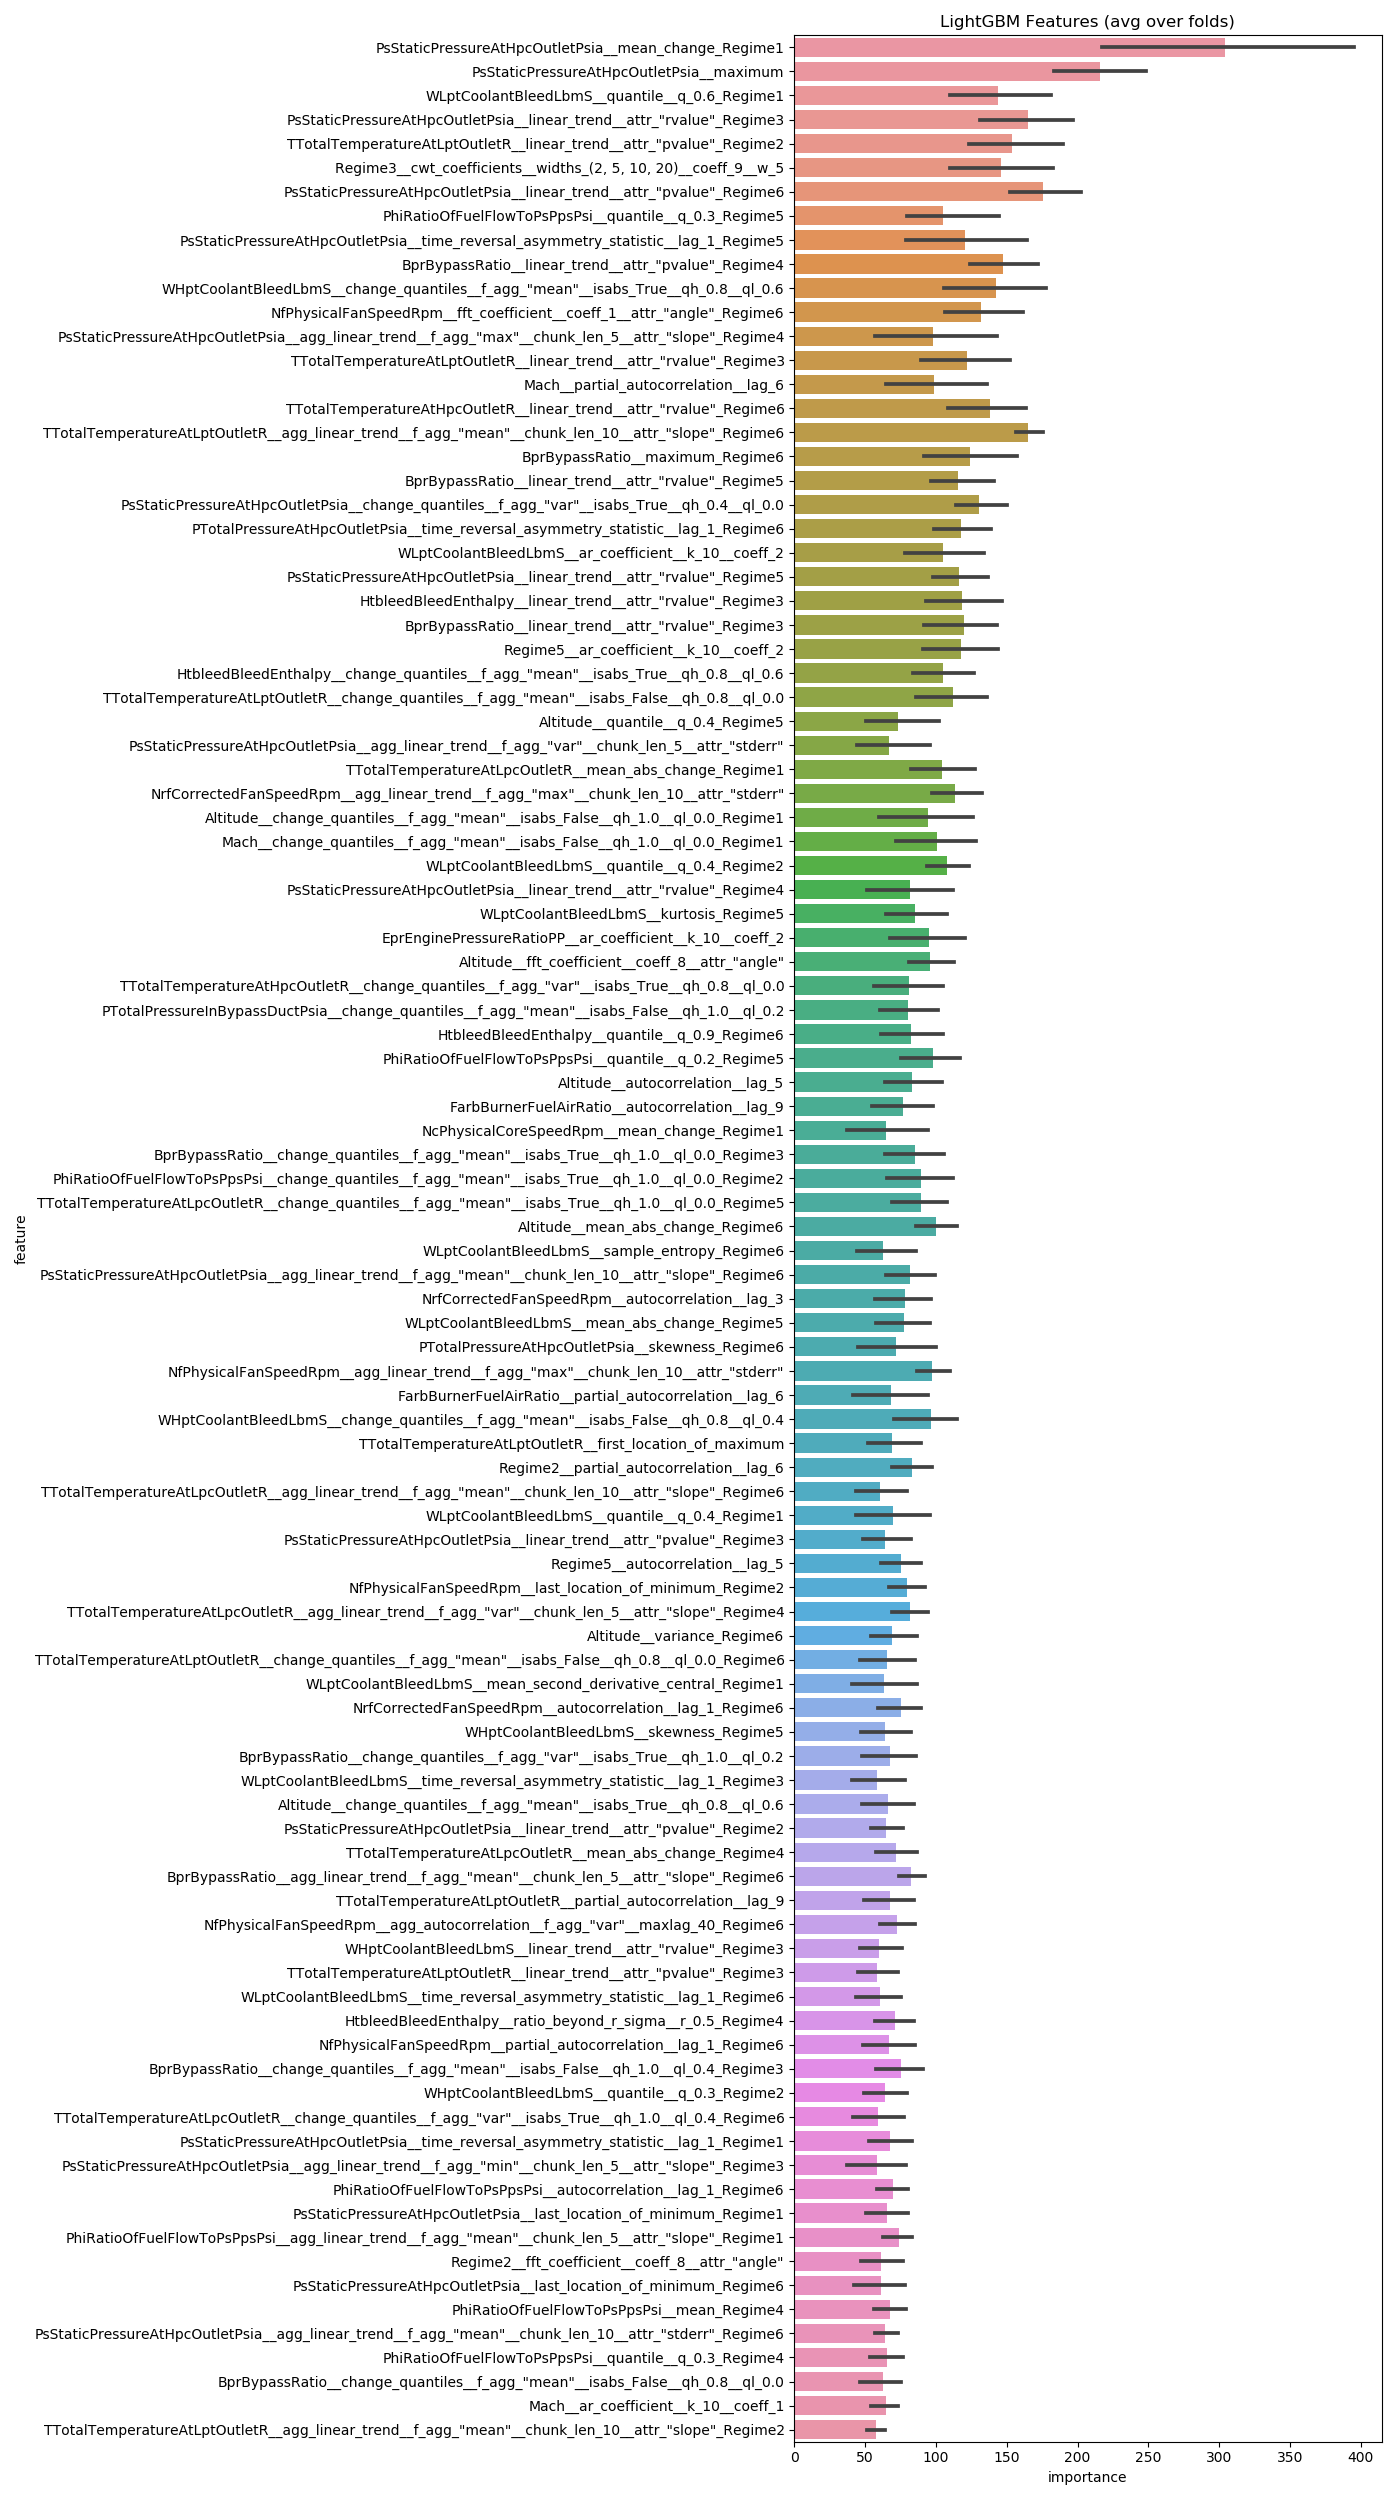 LightGBM Features (avg over folds)
PsStaticPressureAtHpcOutletPsia__mean_change_Regime1
PsStaticPressureAtHpcOutletPsia__maximum
WLptCoolantBleedLbmS__quantile__q_0.6_Regime1
PsStaticPressureAtHpcOutletPsia__linear_trend__attr_"rvalue"_Regime3
TTotalTemperatureAtLptOutletR__linear_trend__attr_"pvalue"_Regime2
Regime3__cwt_coefficients__widths_(2, 5, 10, 20)__coeff_9__w_5
PsStaticPressureAtHpcOutletPsia__linear_trend__attr_"pvalue"_Regime6
PhiRatioOfFuelFlowToPsPpsPsi__quantile__q_0.3_Regime5
PsStaticPressureAtHpcOutletPsia__time_reversal_asymmetry_statistic__lag_1_Regime5
BprBypassRatio__linear_trend__attr_"pvalue"_Regime4
WHptCoolantBleedLbmS__change_quantiles__f_agg_"mean"__isabs_True__qh_0.8__ql_0.6
NfPhysicalFanSpeedRpm__fft_coefficient__coeff_1__attr_"angle"_Regime6
PsStaticPressureAtHpcOutletPsia__agg_linear_trend__f_agg_"max"__chunk_len_5__attr_"slope"_Regime4
TTotalTemperatureAtLptOutletR__linear_trend__attr_"rvalue"_Regime3
Mach__partial_autocorrelation__lag_6
TTotalTemperatureAtHpcOutletR__linear_trend__attr_"rvalue"_Regime6
TTotalTemperatureAtLptOutletR__agg_linear_trend__f_agg_"mean"__chunk_len_10__attr_"slope"_Regime6
BprBypassRatio__maximum_Regime6
BprBypassRatio__linear_trend__attr_"rvalue"_Regime5
PsStaticPressureAtHpcOutletPsia__change_quantiles__f_agg_"var"__isabs_True__qh_0.4__ql_0.0
PTotalPressureAtHpcOutletPsia__time_reversal_asymmetry_statistic__lag_1_Regime6
WLptCoolantBleedLbmS__ar_coefficient__k_10__coeff_2
PsStaticPressureAtHpcOutletPsia__linear_trend__attr_"rvalue"_Regime5
HtbleedBleedEnthalpy__linear_trend__attr_"rvalue"_Regime3
BprBypassRatio__linear_trend__attr_"rvalue"_Regime3
Regime5__ar_coefficient__k_10__coeff_2
HtbleedBleedEnthalpy__change_quantiles__f_agg_"mean"__isabs_True__qh_0.8__ql_0.6
TTotalTemperatureAtLptOutletR__change_quantiles__f_agg_"mean"__isabs_False__qh_0.8__ql_0.0
Altitude__quantile__q_0.4_Regime5
PsStaticPressureAtHpcOutletPsia__agg_linear_trend__f_agg_"var"__chunk_len_5__attr_"stderr"
TTotalTemperatureAtLpcOutletR__mean_abs_change_Regime1
NrfCorrectedFanSpeedRpm__agg_linear_trend__f_agg_"max"__chunk_len_10__attr_"stderr"
Altitude__change_quantiles__f_agg_"mean"__isabs_False__qh_1.0__ql_0.0_Regime1
Mach__change_quantiles__f_agg_"mean"__isabs_False__qh_1.0__ql_0.0_Regime1
WLptCoolantBleedLbmS__quantile__q_0.4_Regime2
PsStaticPressureAtHpcOutletPsia__linear_trend__attr_"rvalue"_Regime4
WLptCoolantBleedLbmS__kurtosis_Regime5
EprEnginePressureRatioPP__ar_coefficient__k_10__coeff_2
Altitude__fft_coefficient__coeff_8__attr_"angle"
TTotalTemperatureAtHpcOutletR__change_quantiles__f_agg_"var"__isabs_True__qh_0.8__ql_0.0
PTotalPressureInBypassDuctPsia__change_quantiles__f_agg_"mean"__isabs_False__qh_1.0__ql_0.2
HtbleedBleedEnthalpy__quantile__q_0.9_Regime6
PhiRatioOfFuelFlowToPsPpsPsi__quantile__q_0.2_Regime5
Altitude__autocorrelation__lag_5
FarbBurnerFuelAirRatio__autocorrelation__lag_9
NcPhysicalCoreSpeedRpm__mean_change_Regime1
BprBypassRatio__change_quantiles__f_agg_"mean"__isabs_True__qh_1.0__ql_0.0_Regime3
PhiRatioOfFuelFlowToPsPpsPsi__change_quantiles__f_agg_"mean"__isabs_True__qh_1.0__ql_0.0_Regime2
TTotalTemperatureAtLpcOutletR__change_quantiles__f_agg_"mean"__isabs_True__qh_1.0__ql_0.0_Regime5
Altitude__mean_abs_change_Regime6
WLptCoolantBleedLbmS__sample_entropy_Regime6
PsStaticPressureAtHpcOutletPsia__agg_linear_trend__f_agg_"mean"__chunk_len_10__attr_"slope"_Regime6
NrfCorrectedFanSpeedRpm__autocorrelation__lag_3
WLptCoolantBleedLbmS__mean_abs_change_Regime5
PTotalPressureAtHpcOutletPsia__skewness_Regime6
NfPhysicalFanSpeedRpm__agg_linear_trend__f_agg_"max"__chunk_len_10__attr_"stderr"
FarbBurnerFuelAirRatio__partial_autocorrelation__lag_6
WHptCoolantBleedLbmS__change_quantiles__f_agg_"mean"__isabs_False__qh_0.8__ql_0.4
TTotalTemperatureAtLptOutletR__first_location_of_maximum
Regime2__partial_autocorrelation__lag_6
TTotalTemperatureAtLpcOutletR__agg_linear_trend__f_agg_"mean"__chunk_len_10__attr_"slope"_Regime6
WLptCoolantBleedLbmS__quantile__q_0.4_Regime1
PsStaticPressureAtHpcOutletPsia__linear_trend__attr_"pvalue"_Regime3
Regime5__autocorrelation__lag_5
NfPhysicalFanSpeedRpm__last_location_of_minimum_Regime2
TTotalTemperatureAtLpcOutletR__agg_linear_trend__f_agg_"var"__chunk_len_5__attr_"slope"_Regime4
Altitude__variance_Regime6
TTotalTemperatureAtLptOutletR__change_quantiles__f_agg_"mean"__isabs_False__qh_0.8__ql_0.0_Regime6
WLptCoolantBleedLbmS__mean_second_derivative_central_Regime1
NrfCorrectedFanSpeedRpm__autocorrelation__lag_1_Regime6
WHptCoolantBleedLbmS__skewness_Regime5
BprBypassRatio__change_quantiles__f_agg_"var"__isabs_True__qh_1.0__ql_0.2
WLptCoolantBleedLbmS__time_reversal_asymmetry_statistic__lag_1_Regime3
Altitude__change_quantiles__f_agg_"mean"__isabs_True__qh_0.8__ql_0.6
PsStaticPressureAtHpcOutletPsia__linear_trend__attr_"pvalue"_Regime2
TTotalTemperatureAtLpcOutletR__mean_abs_change_Regime4
BprBypassRatio__agg_linear_trend__f_agg_"mean"__chunk_len_5__attr_"slope"_Regime6
TTotalTemperatureAtLptOutletR__partial_autocorrelation__lag_9
NfPhysicalFanSpeedRpm__agg_autocorrelation__f_agg_"var"__maxlag_40_Regime6
WHptCoolantBleedLbmS__linear_trend__attr_"rvalue"_Regime3
TTotalTemperatureAtLptOutletR__linear_trend__attr_"pvalue"_Regime3
WLptCoolantBleedLbmS__time_reversal_asymmetry_statistic__lag_1_Regime6
HtbleedBleedEnthalpy__ratio_beyond_r_sigma__r_0.5_Regime4
NfPhysicalFanSpeedRpm__partial_autocorrelation__lag_1_Regime6
BprBypassRatio__change_quantiles__f_agg_"mean"__isabs_False__qh_1.0__ql_0.4_Regime3
WHptCoolantBleedLbmS__quantile__q_0.3_Regime2
TTotalTemperatureAtLpcOutletR__change_quantiles__f_agg_"var"__isabs_True__qh_1.0__ql_0.4_Regime6
PsStaticPressureAtHpcOutletPsia__time_reversal_asymmetry_statistic__lag_1_Regime1
PsStaticPressureAtHpcOutletPsia__agg_linear_trend__f_agg_"min"__chunk_len_5__attr_"slope"_Regime3
PhiRatioOfFuelFlowToPsPpsPsi__autocorrelation__lag_1_Regime6
PsStaticPressureAtHpcOutletPsia__last_location_of_minimum_Regime1
PhiRatioOfFuelFlowToPsPpsPsi__agg_linear_trend__f_agg_"mean"__chunk_len_5__attr_"slope"_Regime1
Regime2__fft_coefficient__coeff_8__attr_"angle"
PsStaticPressureAtHpcOutletPsia__last_location_of_minimum_Regime6
PhiRatioOfFuelFlowToPsPpsPsi__mean_Regime4
PsStaticPressureAtHpcOutletPsia__agg_linear_trend__f_agg_"mean"__chunk_len_10__attr_"stderr"_Regime6
PhiRatioOfFuelFlowToPsPpsPsi__quantile__q_0.3_Regime4
BprBypassRatio__change_quantiles__f_agg_"mean"__isabs_False__qh_0.8__ql_0.0
Mach__ar_coefficient__k_10__coeff_1
TTotalTemperatureAtLptOutletR__agg_linear_trend__f_agg_"mean"__chunk_len_10__attr_"slope"_Regime2
feature
0 50 100 150 200 250 300 350 400
importance